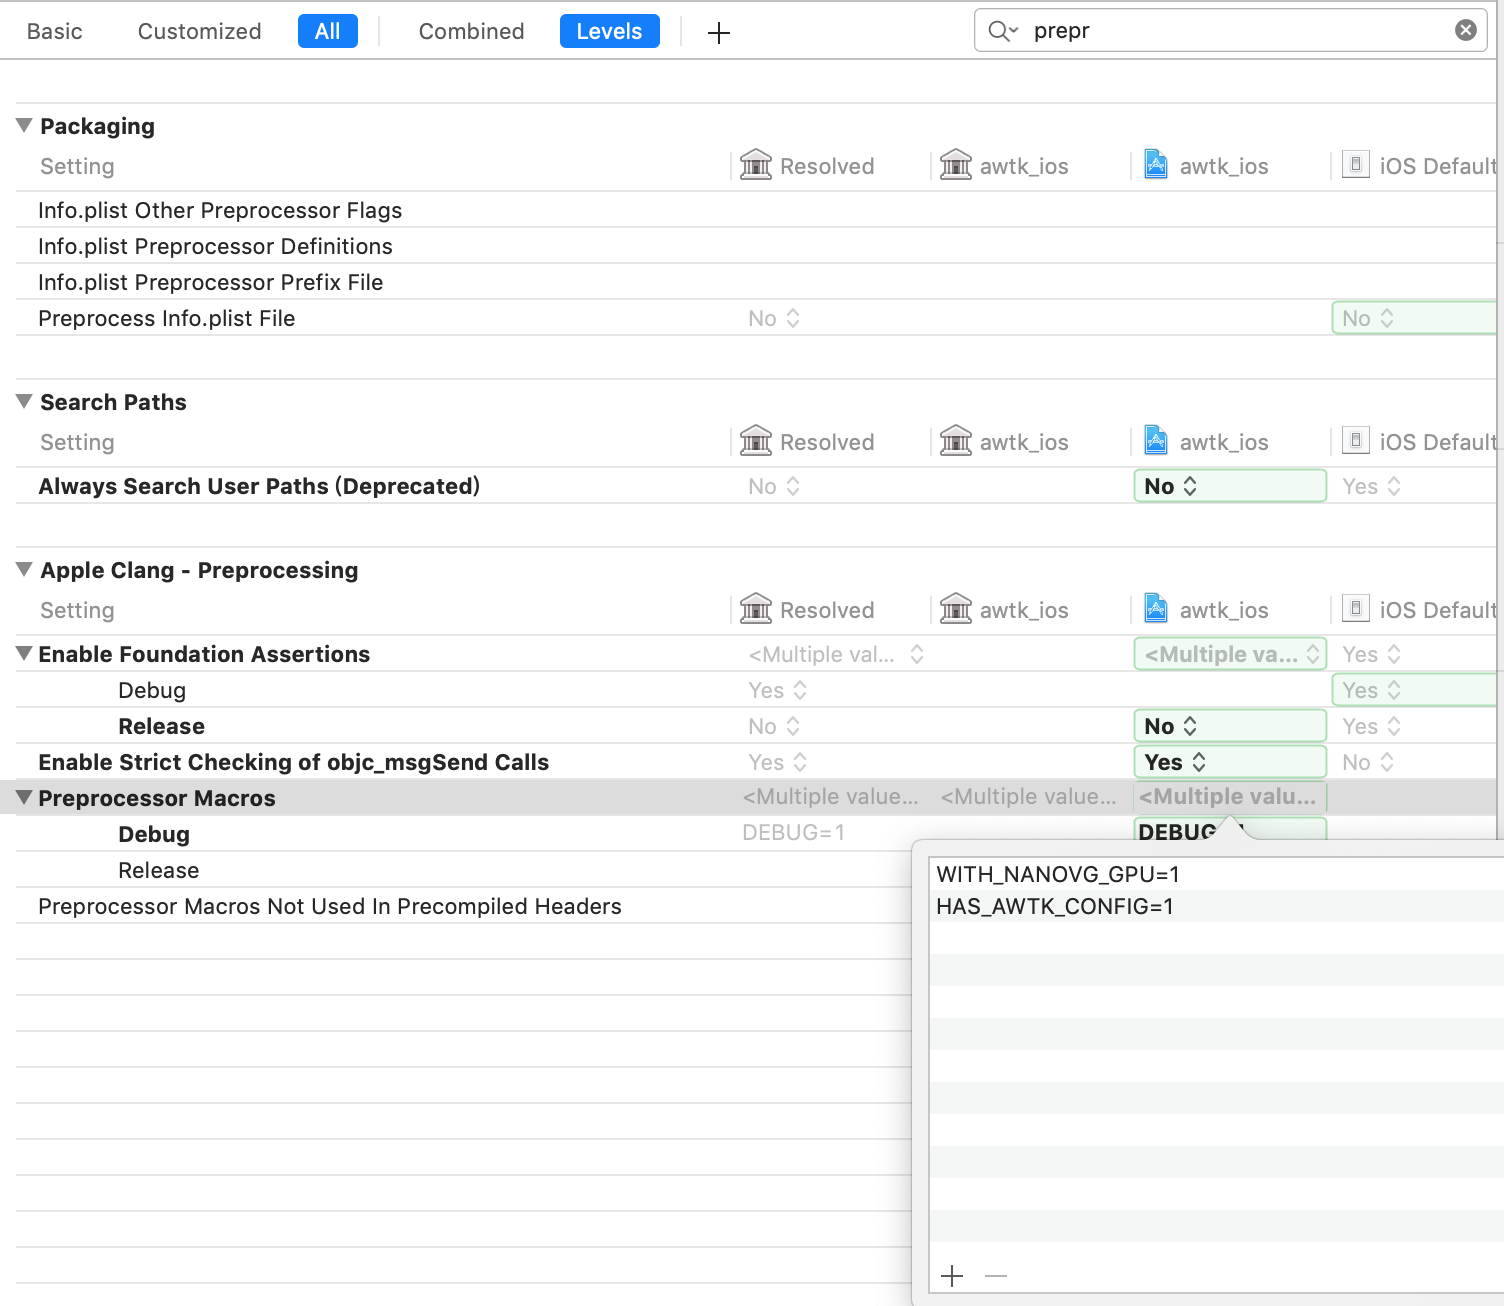 Basic Customized All Combined Levels prepr
Packaging
Setting Resolved awtk_ios awtk_ios iOS Default
Info.plist Other Preprocessor Flags
Info.plist Preprocessor Definitions
Info.plist Preprocessor Prefix File
Preprocess Info.plist File No No
Search Paths
Setting Resolved awtk_ios awtk_ios iOS Default
Always Search User Paths (Deprecated) No No Yes
Apple Clang - Preprocessing
Setting Resolved awtk_ios awtk_ios iOS Default
Enable Foundation Assertions <Multiple val... <Multiple va... Yes
Debug Yes Yes
Release No No Yes
Enable Strict Checking of objc_msgSend Calls Yes Yes No
Preprocessor Macros <Multiple value... <Multiple value... <Multiple valu...
Debug DEBUG=1 DEBUG
Release
WITH_NANOVG_GPU=1
Preprocessor Macros Not Used In Precompiled Headers
HAS_AWTK_CONFIG=1